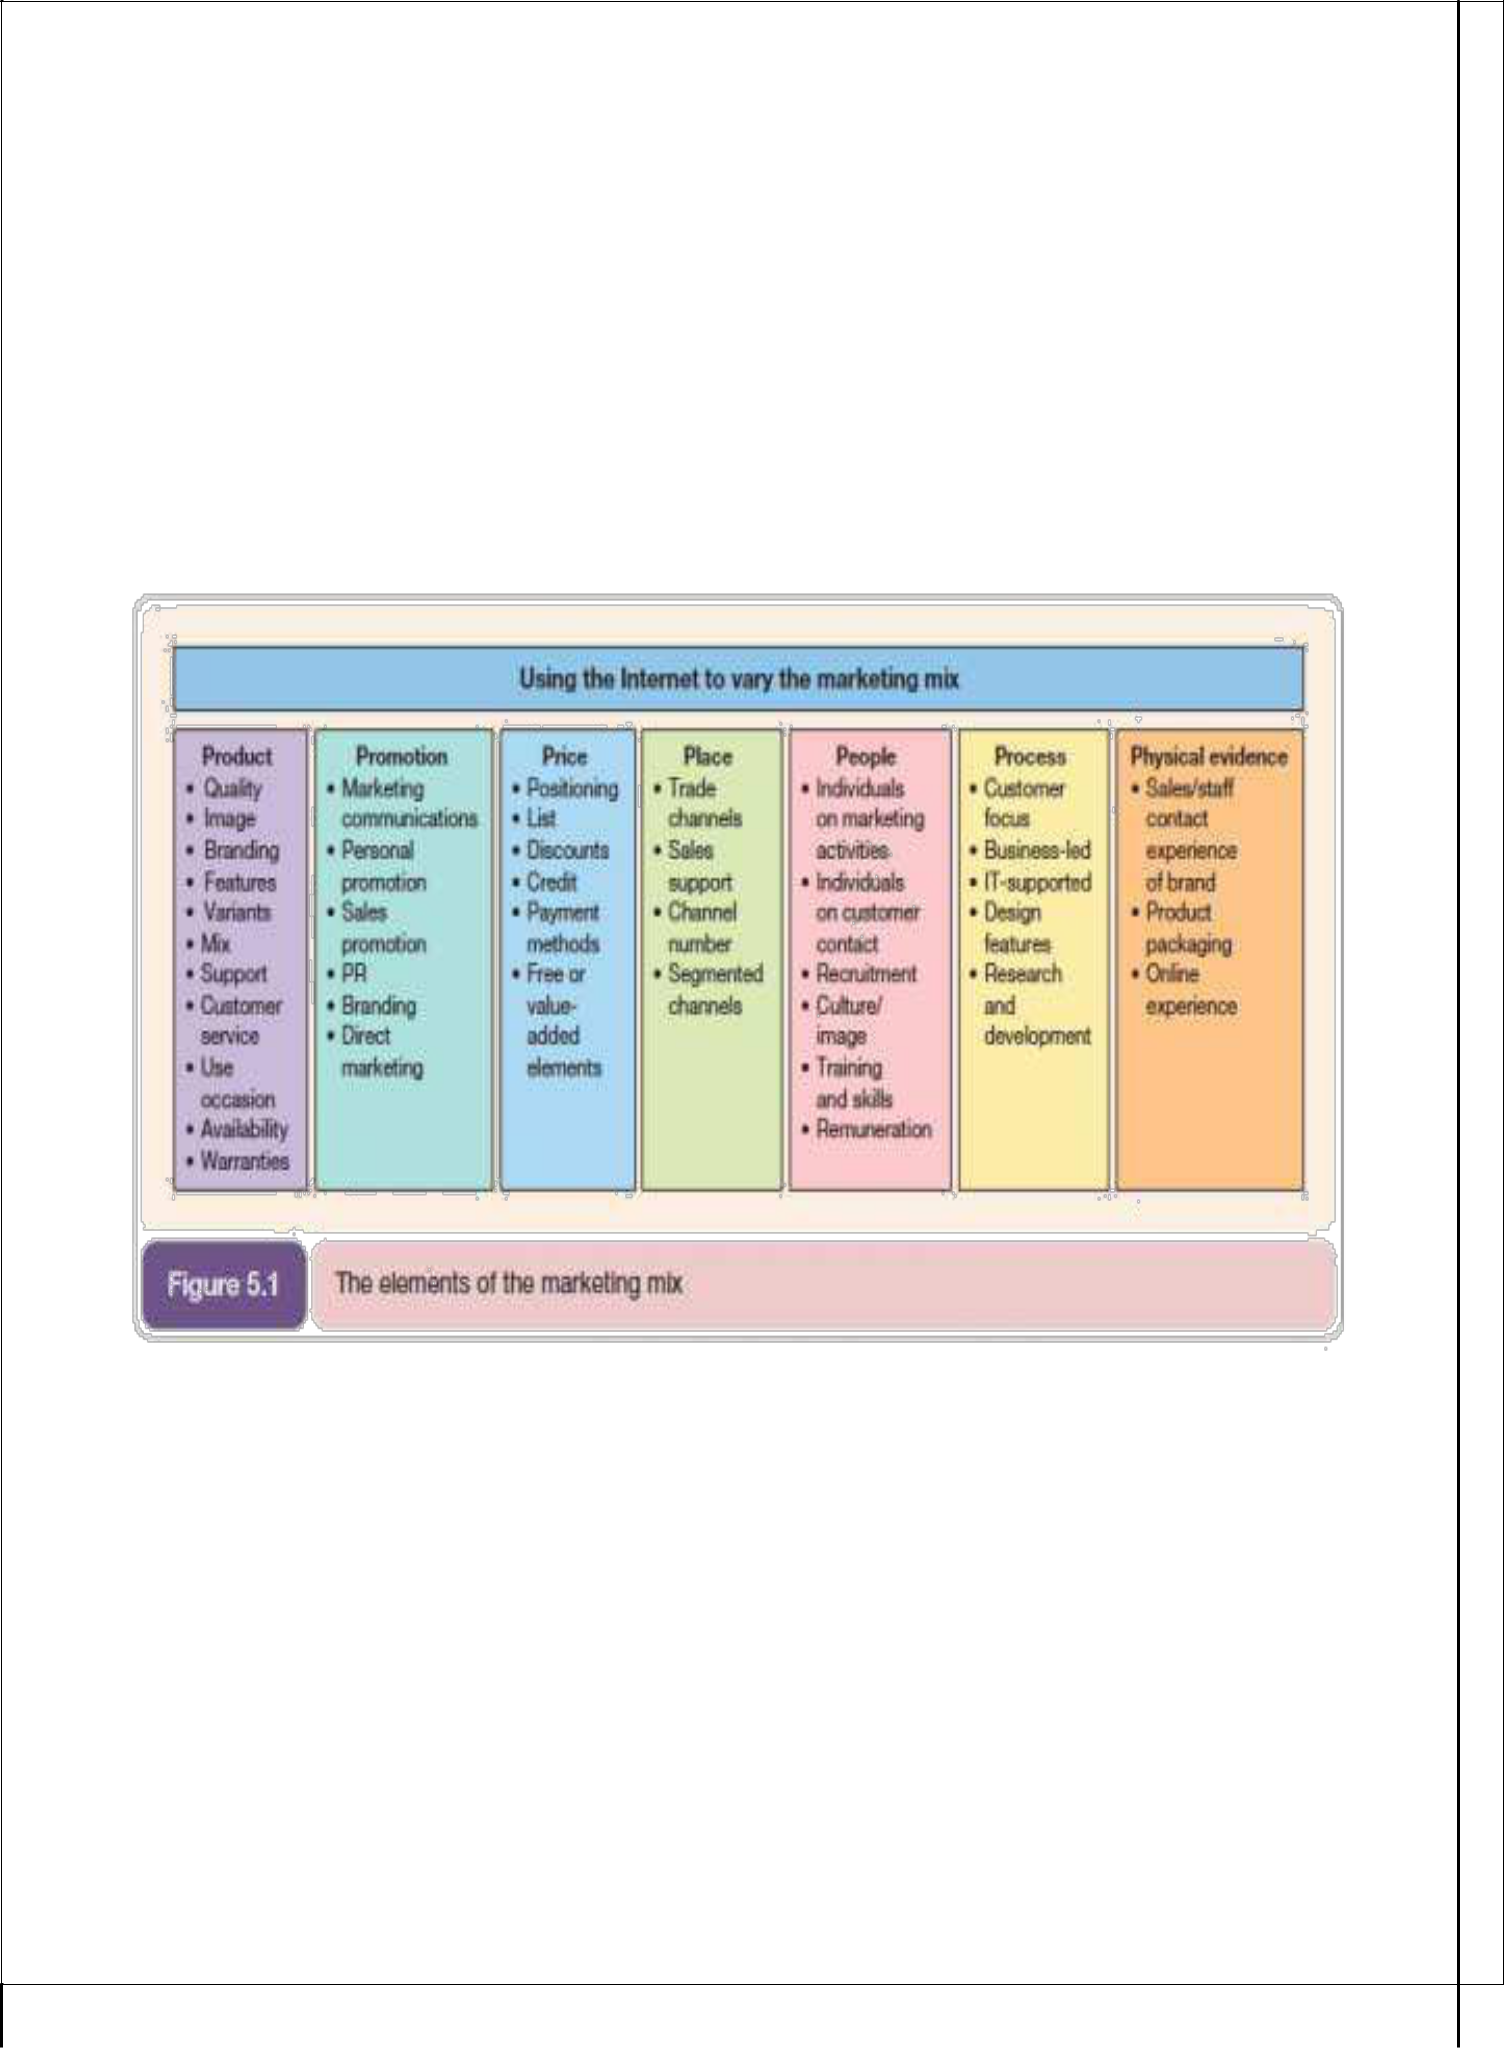 Using the Internet to vary the marketing mix
Product
• Quality
• Image
• Branding
• Features
• Variants
• Mix
• Support
• Customer
service
• Use
occasion
• Availability
• Warranties
Promotion
• Marketing
communications
• Personal
promotion
• Sales
promotion
• PR
• Branding
• Direct
marketing
Price
• Positioning
• List
• Discounts
• Credit
• Payment
methods
• Free or
value-
added
elements
Place
• Trade
channels
• Sales
support
• Channel
number
• Segmented
channels
People
• Individuals
on marketing
activities
• Individuals
on customer
contact
• Recruitment
• Culture/
image
• Training
and skills
• Remuneration
Process
• Customer
focus
• Business-led
• IT-supported
• Design
features
• Research
and
development
Physical evidence
• Sales/staff
contact
experience
of brand
• Product
packaging
• Online
experience
Figure 5.1
The elements of the marketing mix